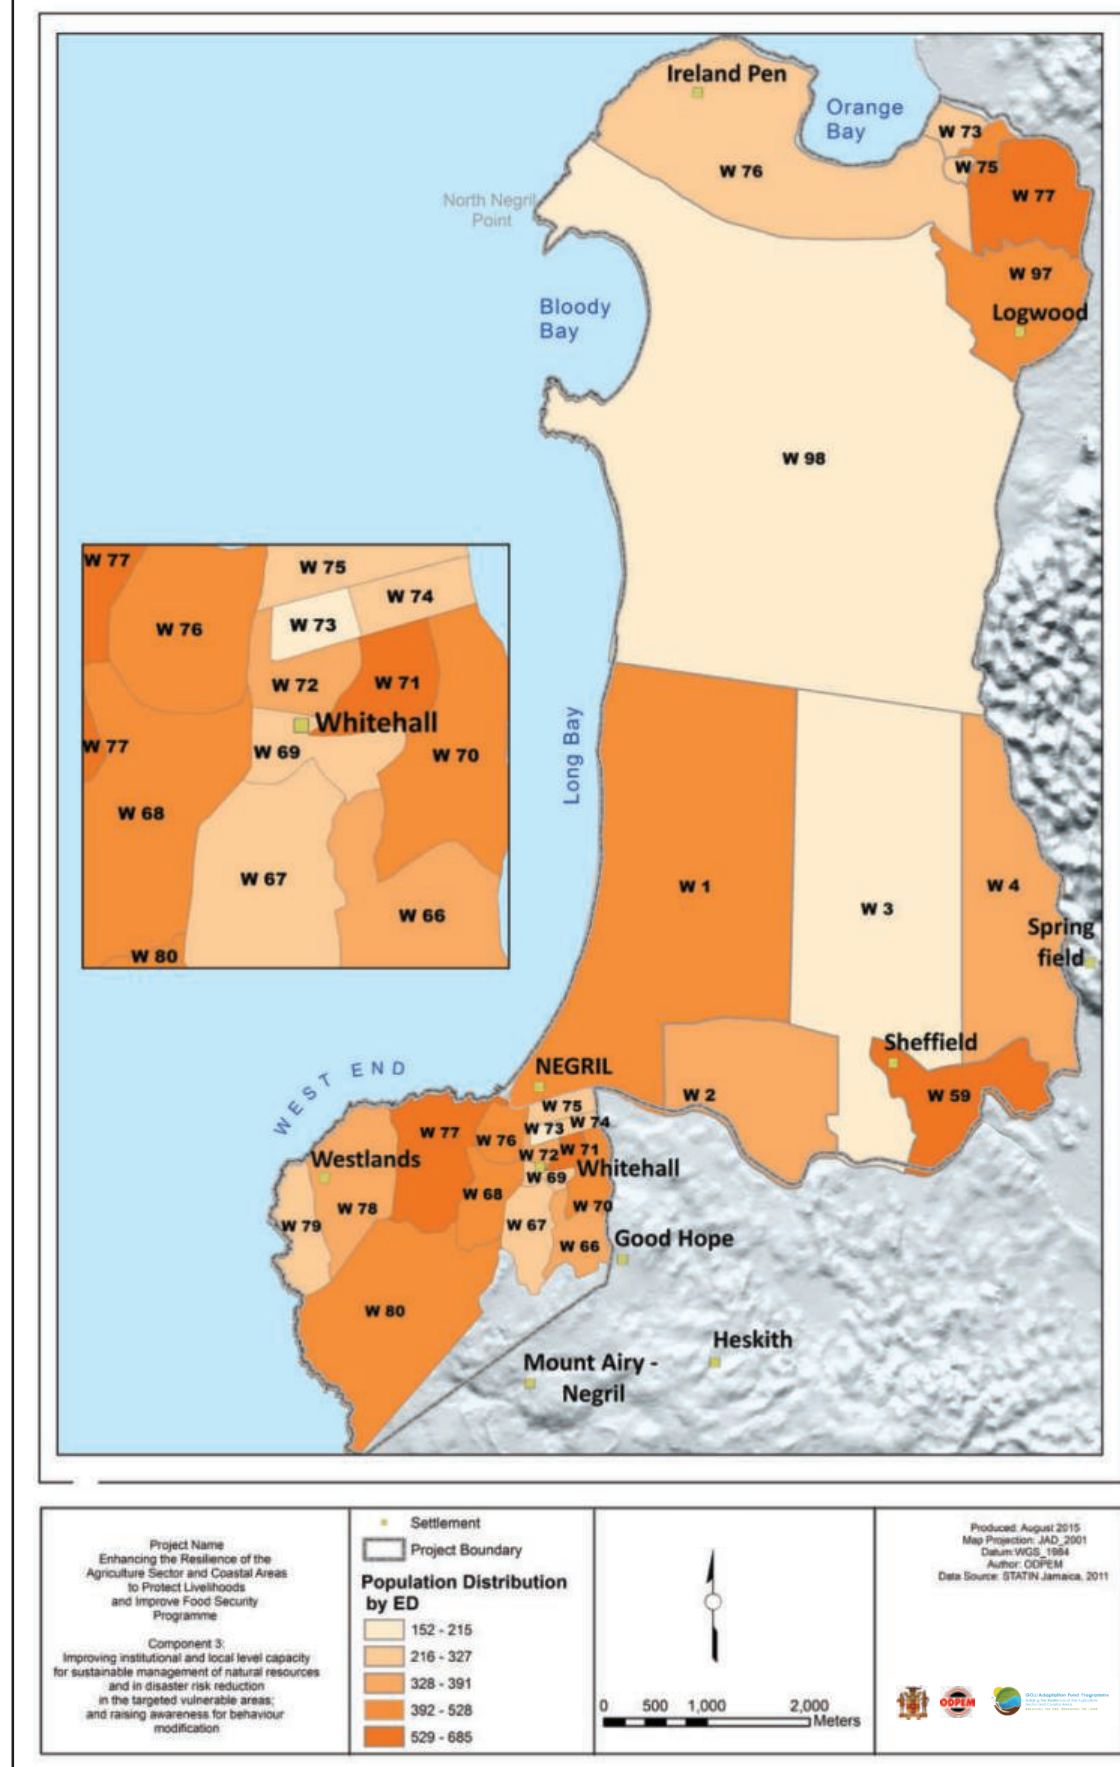 Ireland Pen
Orange
Bay
W 73
W 75
W 76
W 77
North Negril
Point
W 97
Logwood
Bloody
Bay
W 98
W 77
W 75
W 74
W 76
W 73
W 72
W 71
Whitehall
W 77
W 69
W 70
W 68
W 67
W 66
W 80
Long Bay
W 1
W 3
W 4
Spring
field
Sheffield
WEST END
NEGRIL
W 2
W 59
W 75
W 74
W 73
W 77
W 76
W 72
W 71
Westlands
Whitehall
W 69
W 68
W 78
W 70
W 79
W 67
W 66
Good Hope
W 80
Heskith
Mount Airy -
Negril
Project Name
Enhancing the Resilience of the
Agriculture Sector and Coastal Areas
to Protect Livelihoods
and Improve Food Security
Programme
Component 3:
Improving institutional and local level capacity
for sustainable management of natural resources
and in disaster risk reduction
in the targeted vulnerable areas;
and raising awareness for behaviour
modification
Settlement
Project Boundary
Population Distribution
by ED
152 - 215
216 - 327
328 - 391
392 - 528
529 - 685
0 500 1,000 2,000
Meters
Produced: August 2015
Map Projection: JAD_2001
Datum:WGS_1984
Author: ODPEM
Data Source: STATIN Jamaica, 2011
ODPEM
GOJ/Adaptation Fund Programme